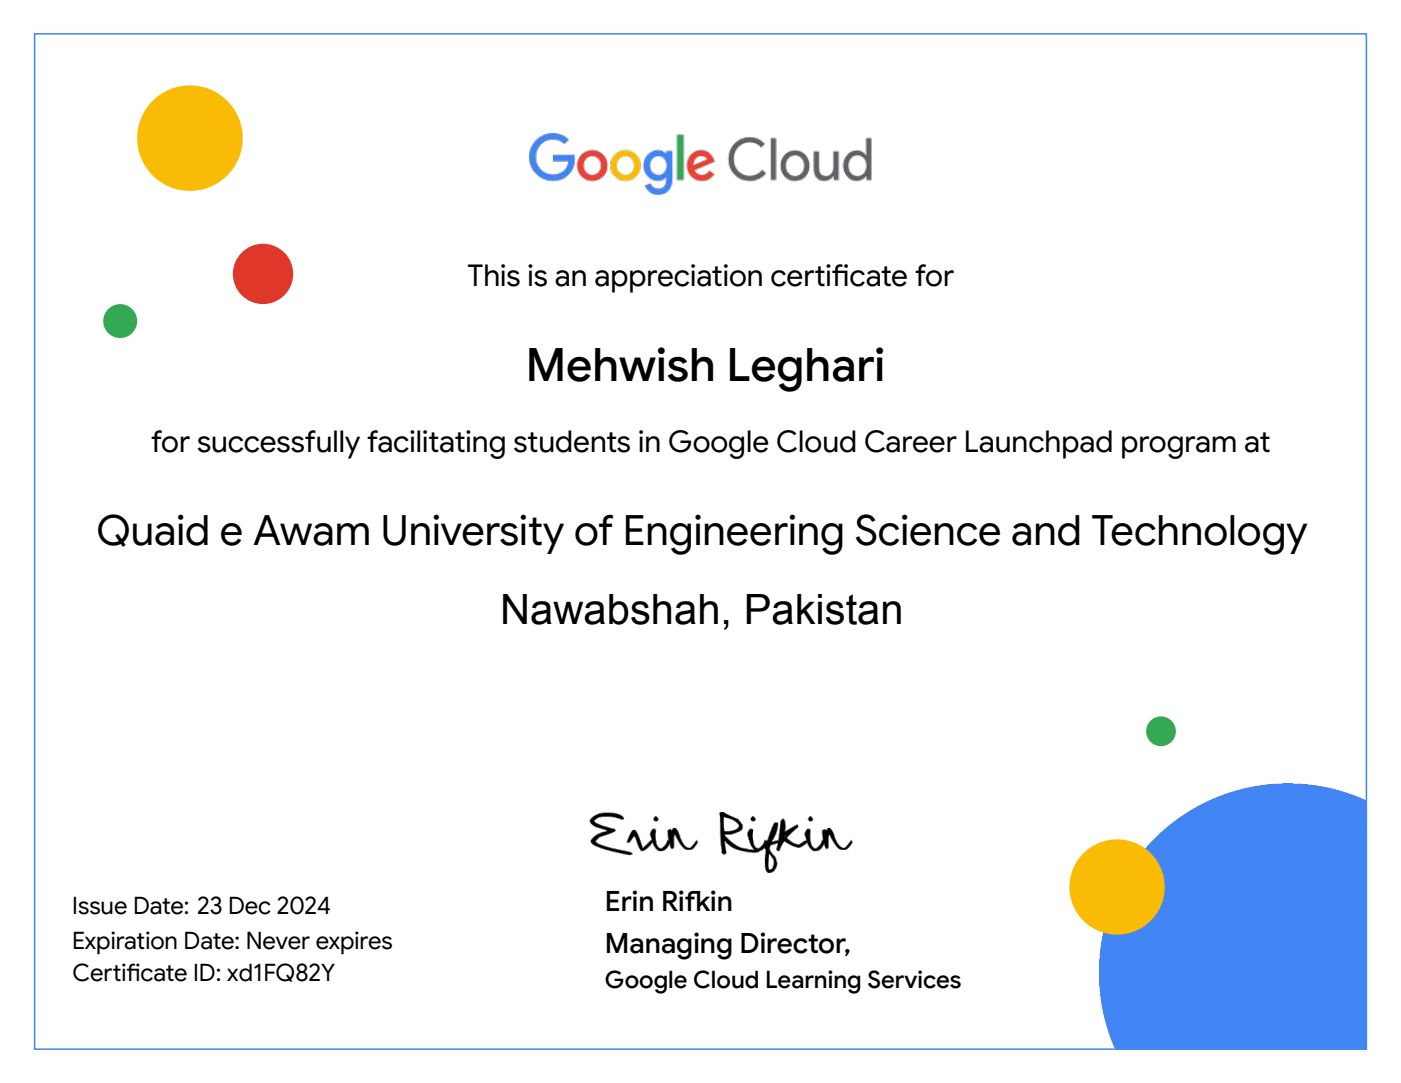 Google Cloud
This is an appreciation certificate for
Mehwish Leghari
for successfully facilitating students in Google Cloud Career Launchpad program at
Quaid e Awam University of Engineering Science and Technology
Nawabshah, Pakistan
Erin Rifkin
Erin Rifkin
Managing Director,
Google Cloud Learning Services
Issue Date: 23 Dec 2024
Expiration Date: Never expires
Certificate ID: xd1FQ82Y